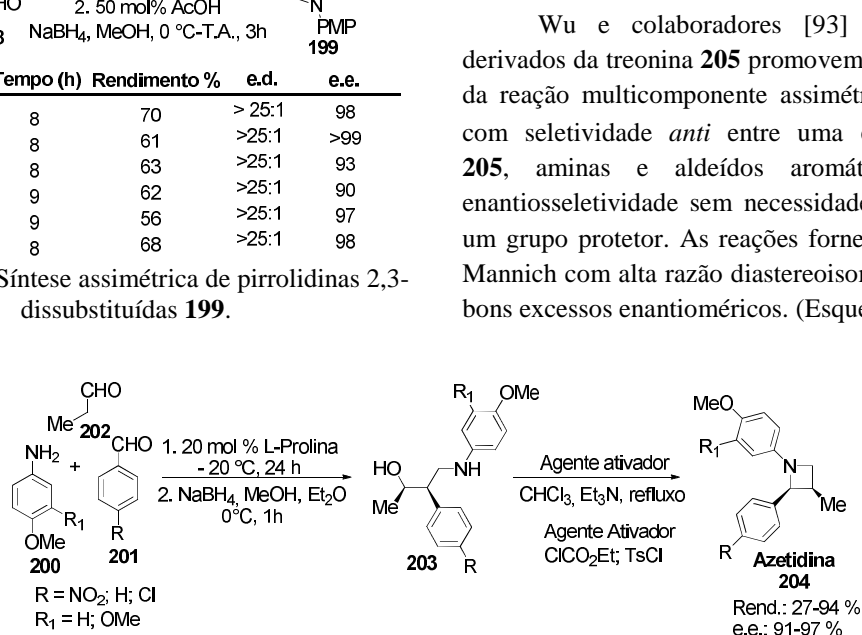 2. 50 mol% AcOH
NaBH₄, MeOH, 0 °C-T.A., 3h
N
PMP
199
Tempo (h) Rendimento % e.d. e.e.
8 70 > 25:1 98
8 61 >25:1 >99
8 63 >25:1 93
9 62 >25:1 90
9 56 >25:1 97
8 68 >25:1 98
Síntese assimétrica de pirrolidinas 2,3-
dissubstituídas 199.
Wu e colaboradores [93]
derivados da treonina 205 promovem
da reação multicomponente assimétr
com seletividade anti entre uma
205, aminas e aldeídos aromát
enantiosseletividade sem necessidade
um grupo protetor. As reações forne
Mannich com alta razão diastereoison
bons excessos enantioméricos. (Esque
CHO
Me
202
NH₂
+
CHO
R₁
OMe
200
R
201
R = NO₂; H; Cl
R₁ = H; OMe
1. 20 mol % L-Prolina
- 20 °C, 24 h
2. NaBH₄, MeOH, Et₂O
0°C, 1h
R₁
OMe
HO
NH
Me
203
R
Agente ativador
CHCl₃, Et₃N, refluxo
Agente Ativador
ClCO₂Et; TsCl
MeO
R₁
N
Me
R
Azetidina
204
Rend.: 27-94 %
e.e.: 91-97 %